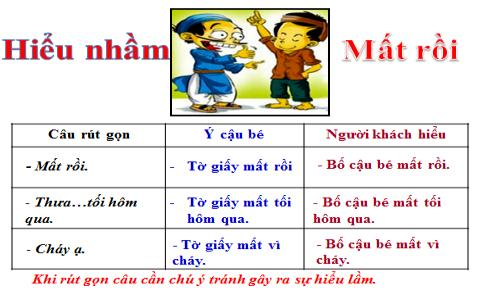 Hiểu nhầm
Mất rồi
Câu rút gọn
Ý cậu bé
Người khách hiểu
- Mất rồi.
- Tờ giấy mất rồi
- Bố cậu bé mất rồi.
- Thưa…tối hôm
qua.
- Tờ giấy mất tối
hôm qua.
- Bố cậu bé mất tối
hôm qua.
- Cháy ạ.
- Tờ giấy mất vì
cháy.
- Bố cậu bé mất vì
cháy.
Khi rút gọn câu cần chú ý tránh gây ra sự hiểu lầm.